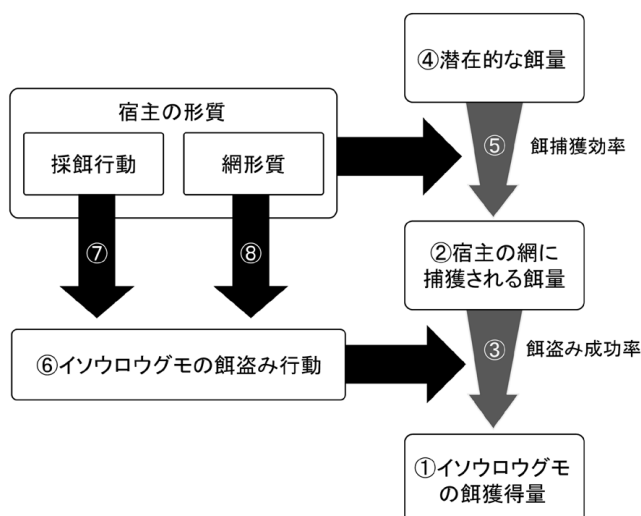 ④潜在的な餌量
宿主の形質
採餌行動
網形質
⑤
餌捕獲効率
⑦
⑧
②宿主の網に
捕獲される餌量
⑥イソウロウグモの餌盗み行動
③
餌盗み成功率
①イソウロウグモ
の餌獲得量